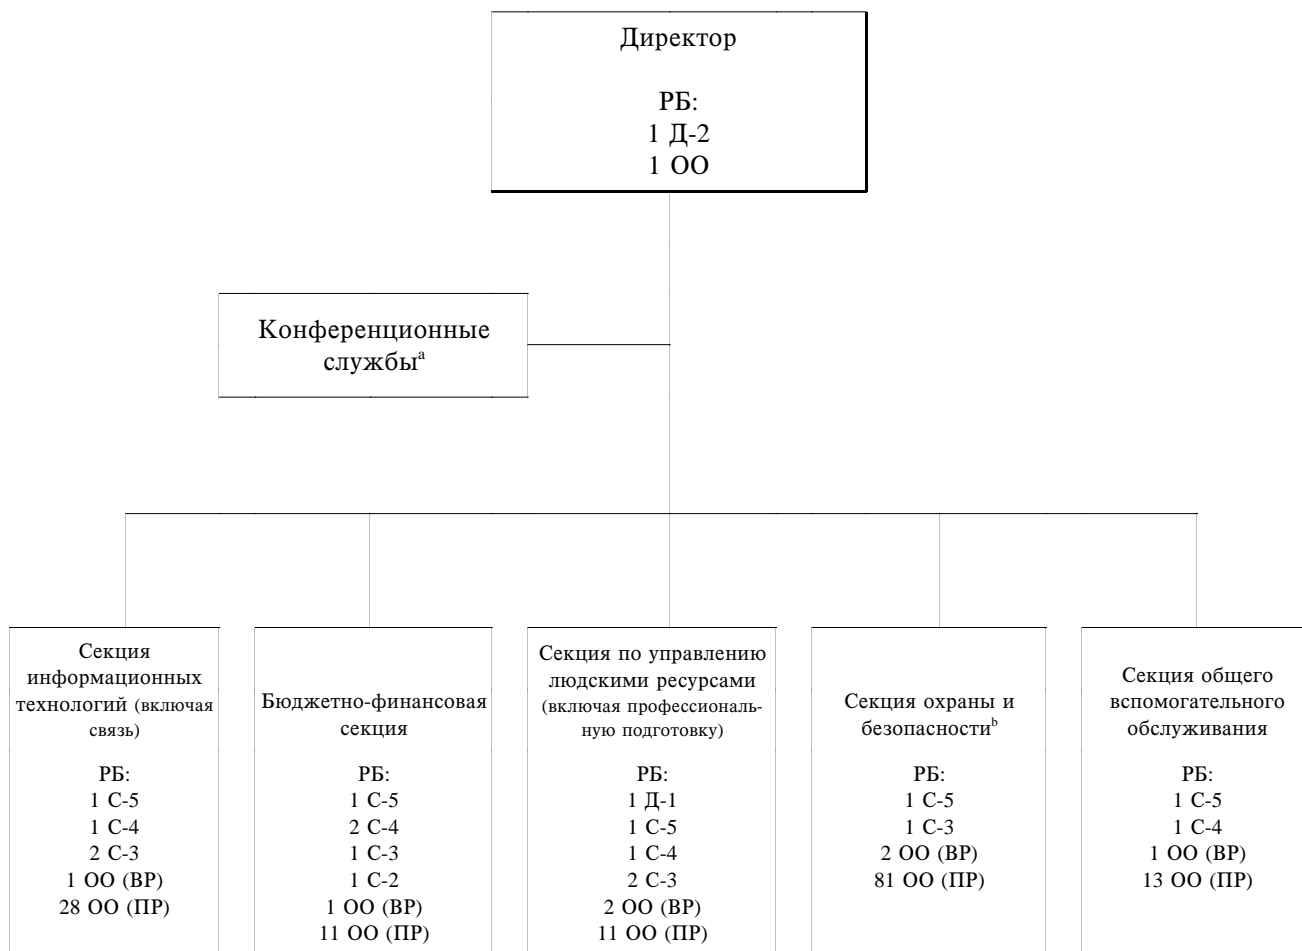 Директор
РБ:
1 Д-2
1 ОО
Конференционные
службыᵃ
Секция
информационных
технологий (включая
связь)
РБ:
1 С-5
1 С-4
2 С-3
1 ОО (ВР)
28 ОО (ПР)
Бюджетно-финансовая
секция
РБ:
1 С-5
2 С-4
1 С-3
1 С-2
1 ОО (ВР)
11 ОО (ПР)
Секция по управлению
людскими ресурсами
(включая профессиональ-
ную подготовку)
РБ:
1 Д-1
1 С-5
1 С-4
2 С-3
2 ОО (ВР)
11 ОО (ПР)
Секция охраны и
безопасностиᵇ
РБ:
1 С-5
1 С-3
2 ОО (ВР)
81 ОО (ПР)
Секция общего
вспомогательного
обслуживания
РБ:
1 С-5
1 С-4
1 ОО (ВР)
13 ОО (ПР)